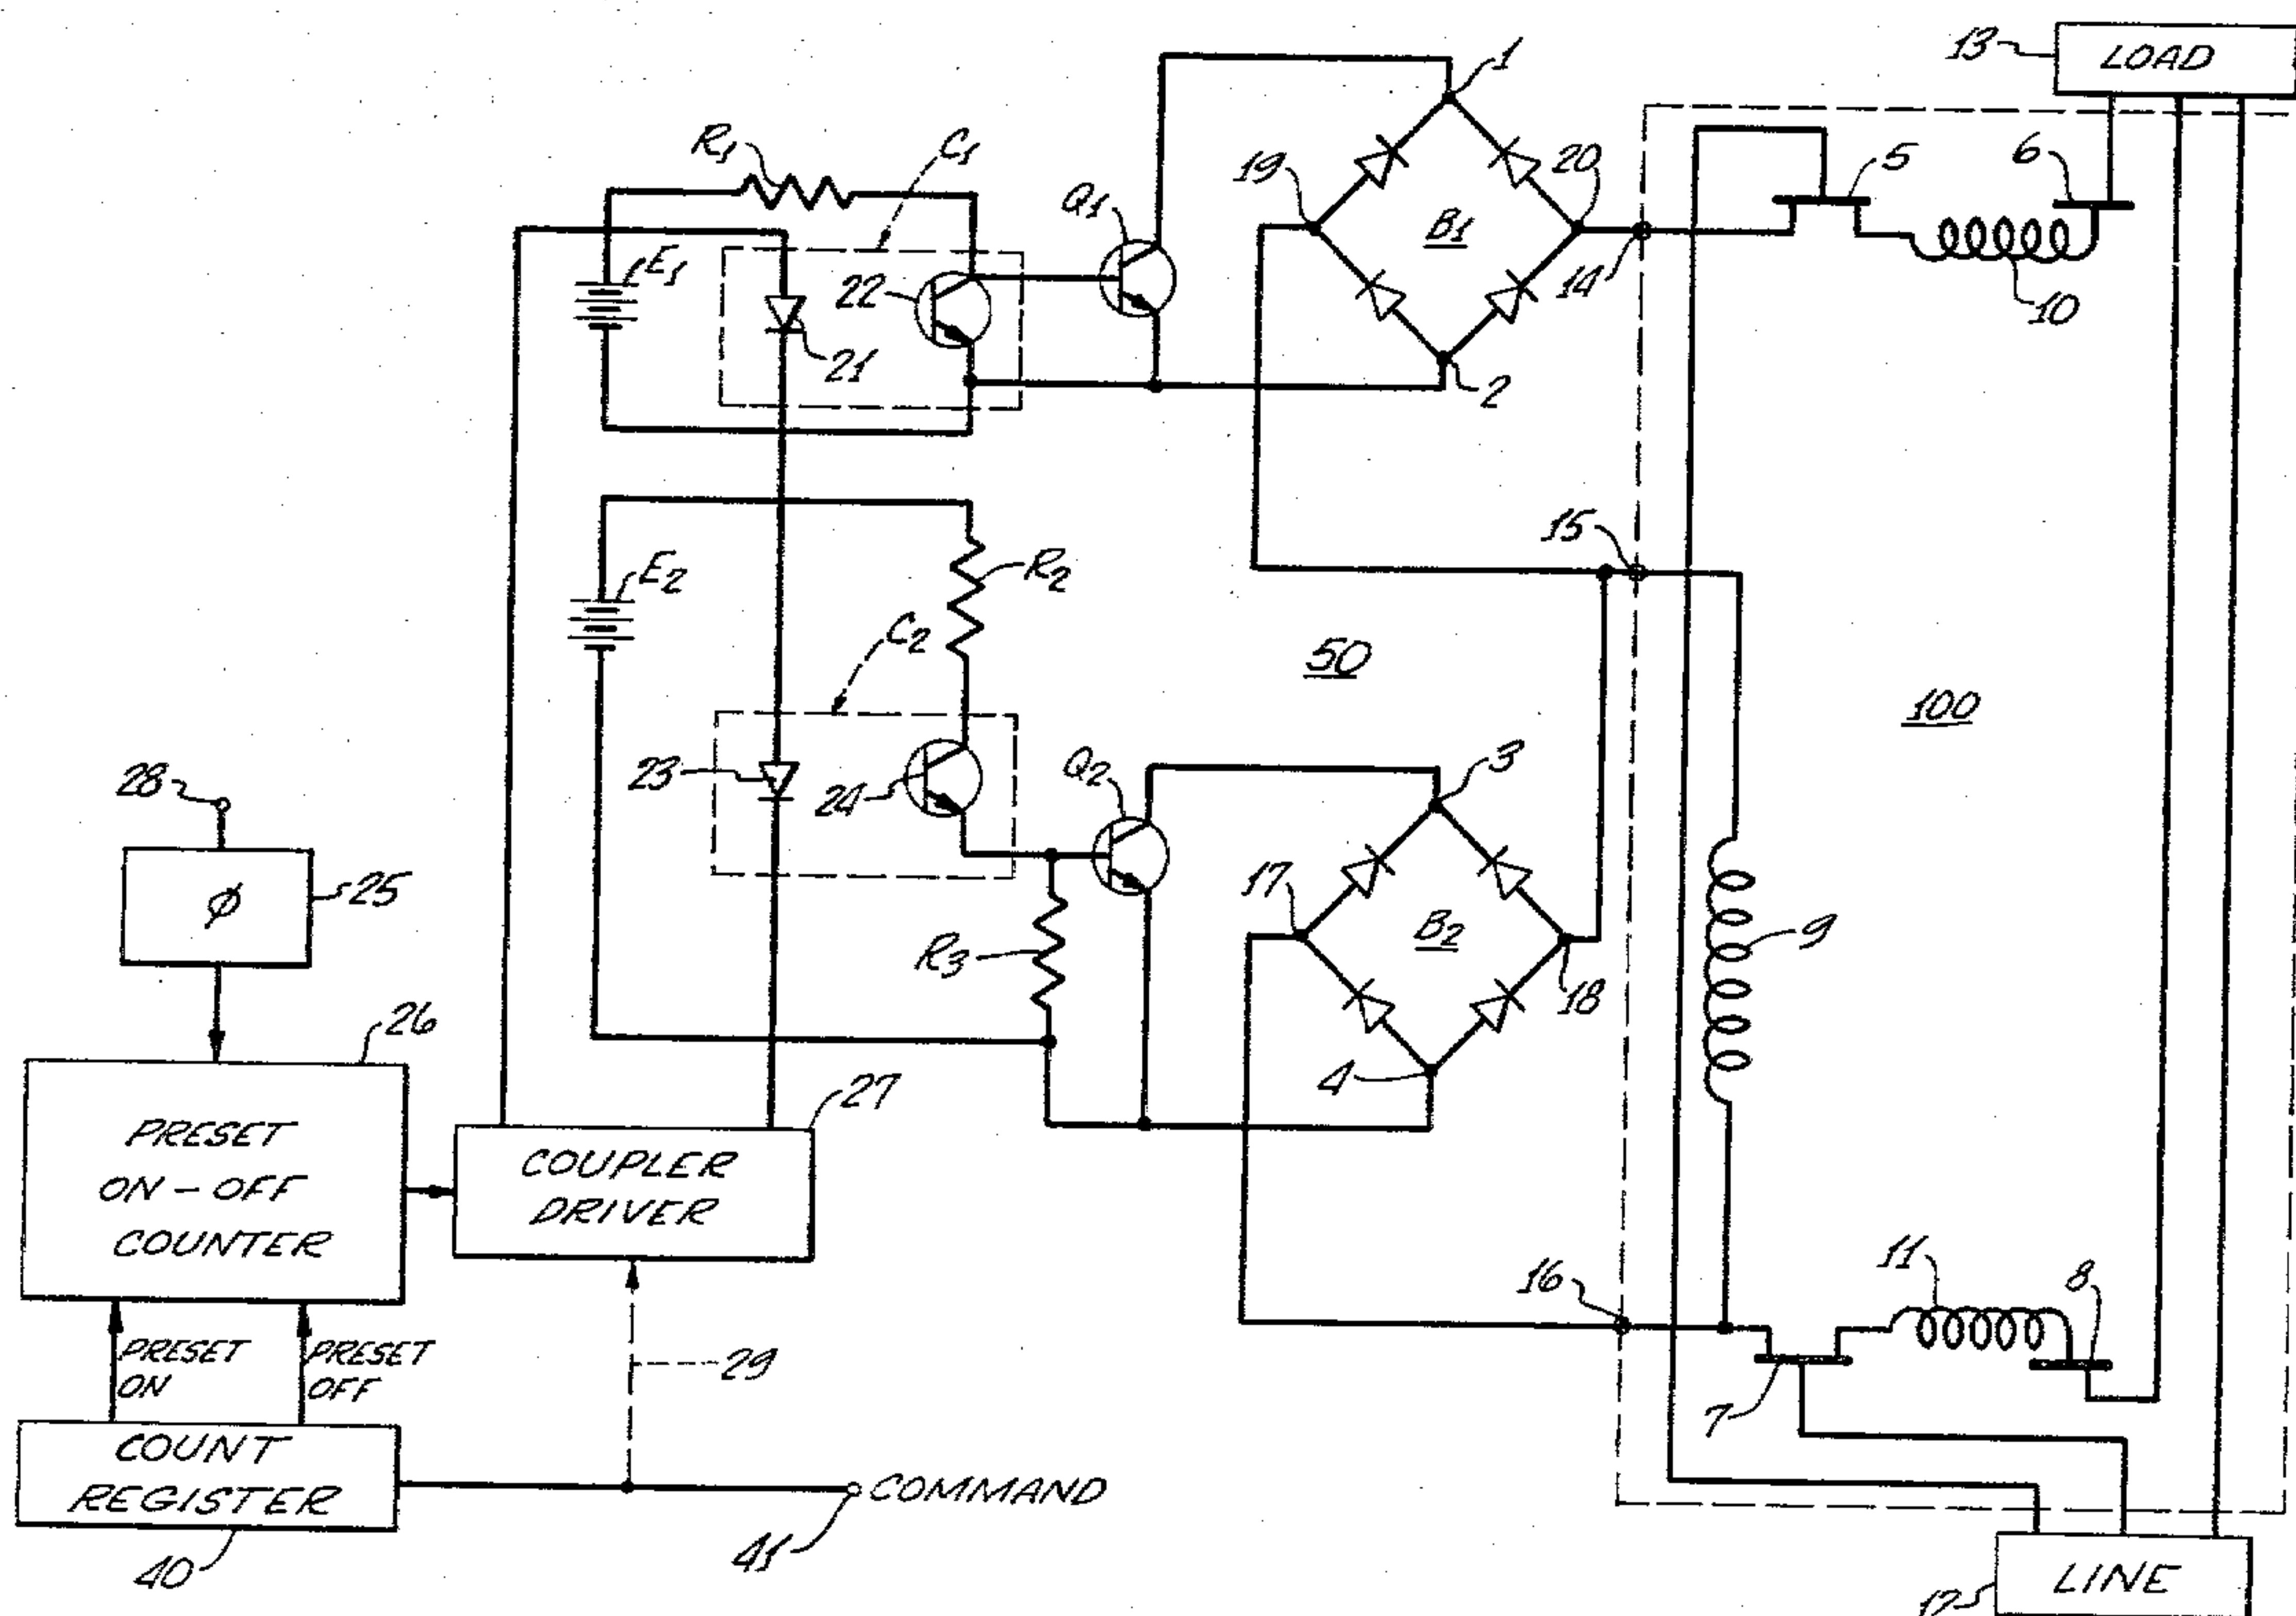 13
LOAD
1
C1
R1
19
20
5
6
Q1
B1
E1
22
14
10
21
2
15
E2
R2
C2
50
100
3
28
23
24
Q2
φ
25
17
B2
9
R3
18
26
4
27
PRESET
ON - OFF
COUNTER
COUPLER
DRIVER
16
11
8
PRESET
ON
PRESET
OFF
29
7
COUNT
REGISTER
COMMAND
40
41
12
LINE